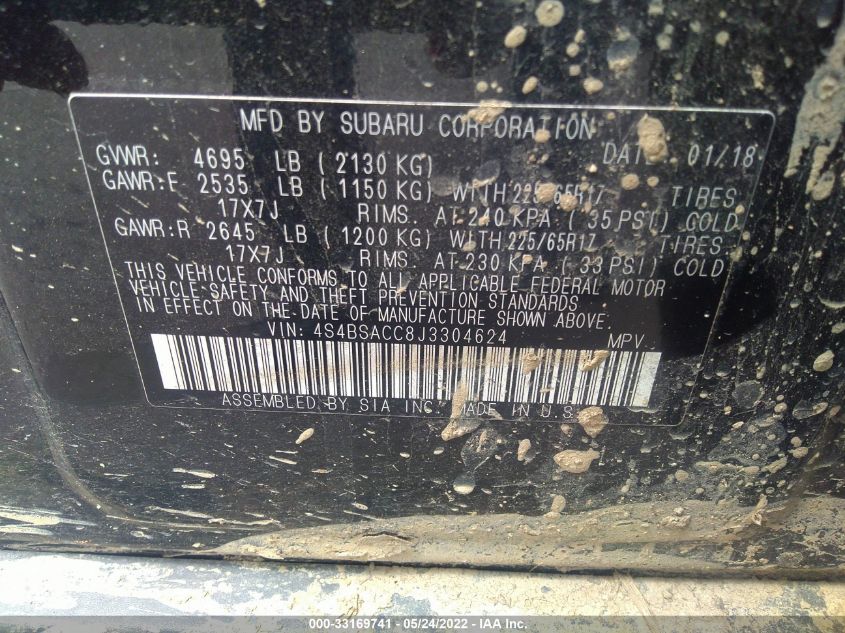 MFD BY SUBARU CORPORATION DATE 01/18
GVWR: 4695 LB ( 2130 KG)
GAWR:F 2535 LB ( 1150 KG) WITH 225/65R17 TIRES
17X7J RIMS. AT 240 KPA ( 35 PSI) COLD
GAWR:R 2645 LB ( 1200 KG) WITH 225/65R17 TIRES
17X7J RIMS. AT 230 KPA ( 33 PSI) COLD
THIS VEHICLE CONFORMS TO ALL APPLICABLE FEDERAL MOTOR
VEHICLE SAFETY AND THEFT PREVENTION STANDARDS
IN EFFECT ON THE DATE OF MANUFACTURE SHOWN ABOVE.
VIN: 4S4BSACC8J3304624 MPV
ASSEMBLED BY SIA INC. MADE IN U.S
000-33169741 - 05/24/2022 - IAA Inc.